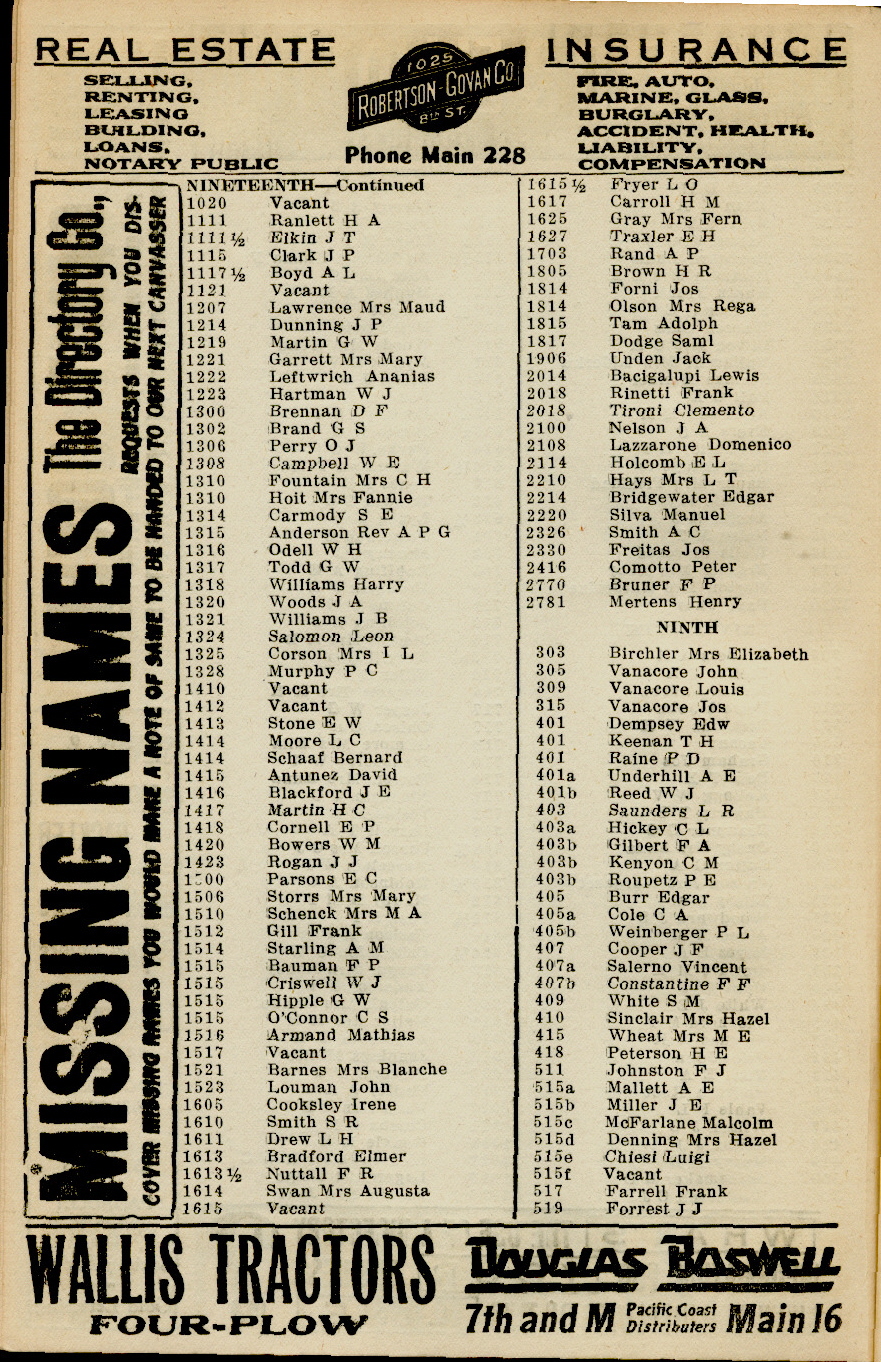 REAL ESTATE
SELLING,
RENTING,
LEASING
BUILDING,
LOANS,
NOTARY PUBLIC
1025
ROBERTSON-GOVAN CO
8th ST.
Phone Main 228
INSURANCE
FIRE, AUTO,
MARINE, GLASS,
BURGLARY,
ACCIDENT, HEALTH,
LIABILITY,
COMPENSATION
MISSING NAMES The Directory Co.,
REQUESTS WHEN YOU DIS-
COVER MISSING NAMES YOU WOULD MAKE A NOTE OF SAME TO BE HANDED TO OUR NEXT CANVASSER
NINETEENTH—Continued
1020 Vacant
1111 Ranlett H A
1111½ Elkin J T
1115 Clark J P
1117½ Boyd A L
1121 Vacant
1207 Lawrence Mrs Maud
1214 Dunning J P
1219 Martin G W
1221 Garrett Mrs Mary
1222 Leftwrich Ananias
1223 Hartman W J
1300 Brennan D F
1302 Brand G S
1306 Perry O J
1308 Campbell W E
1310 Fountain Mrs C H
1310 Hoit Mrs Fannie
1314 Carmody S E
1315 Anderson Rev A P G
1316 Odell W H
1317 Todd G W
1318 Williams Harry
1320 Woods J A
1321 Williams J B
1324 Salomon Leon
1325 Corson Mrs I L
1328 Murphy P C
1410 Vacant
1412 Vacant
1413 Stone E W
1414 Moore L C
1414 Schaaf Bernard
1415 Antunez David
1416 Blackford J E
1417 Martin H C
1418 Cornell E P
1420 Bowers W M
1423 Rogan J J
1500 Parsons E C
1506 Storrs Mrs Mary
1510 Schenck Mrs M A
1512 Gill Frank
1514 Starling A M
1515 Bauman F P
1515 Criswell W J
1515 Hipple G W
1515 O'Connor C S
1516 Armand Mathias
1517 Vacant
1521 Barnes Mrs Blanche
1523 Louman John
1605 Cooksley Irene
1610 Smith S R
1611 Drew L H
1613 Bradford Elmer
1613½ Nuttall F R
1614 Swan Mrs Augusta
1615 Vacant
1615½ Fryer L O
1617 Carroll H M
1625 Gray Mrs Fern
1627 Traxler E H
1703 Rand A P
1805 Brown H R
1814 Forni Jos
1814 Olson Mrs Rega
1815 Tam Adolph
1817 Dodge Saml
1906 Unden Jack
2014 Bacigalupi Lewis
2018 Rinetti Frank
2018 Tironi Clemento
2100 Nelson J A
2108 Lazzarone Domenico
2114 Holcomb E L
2210 Hays Mrs L T
2214 Bridgewater Edgar
2220 Silva Manuel
2326 Smith A C
2330 Freitas Jos
2416 Comotto Peter
2770 Bruner F P
2781 Mertens Henry
NINTH
303 Birchler Mrs Elizabeth
305 Vanacore John
309 Vanacore Louis
315 Vanacore Jos
401 Dempsey Edw
401 Keenan T H
401 Raine P D
401a Underhill A E
401b Reed W J
403 Saunders L R
403a Hickey C L
403b Gilbert F A
403b Kenyon C M
403b Roupetz P E
405 Burr Edgar
405a Cole C A
405b Weinberger P L
407 Cooper J F
407a Salerno Vincent
407b Constantine F F
409 White S M
410 Sinclair Mrs Hazel
415 Wheat Mrs M E
418 Peterson H E
511 Johnston F J
515a Mallett A E
515b Miller J E
515c McFarlane Malcolm
515d Denning Mrs Hazel
515e Chiesi Luigi
515f Vacant
517 Farrell Frank
519 Forrest J J
WALLIS TRACTORS
FOUR-PLOW
DOUGLAS BOSWELL
7th and M Pacific Coast Distributers Main 16